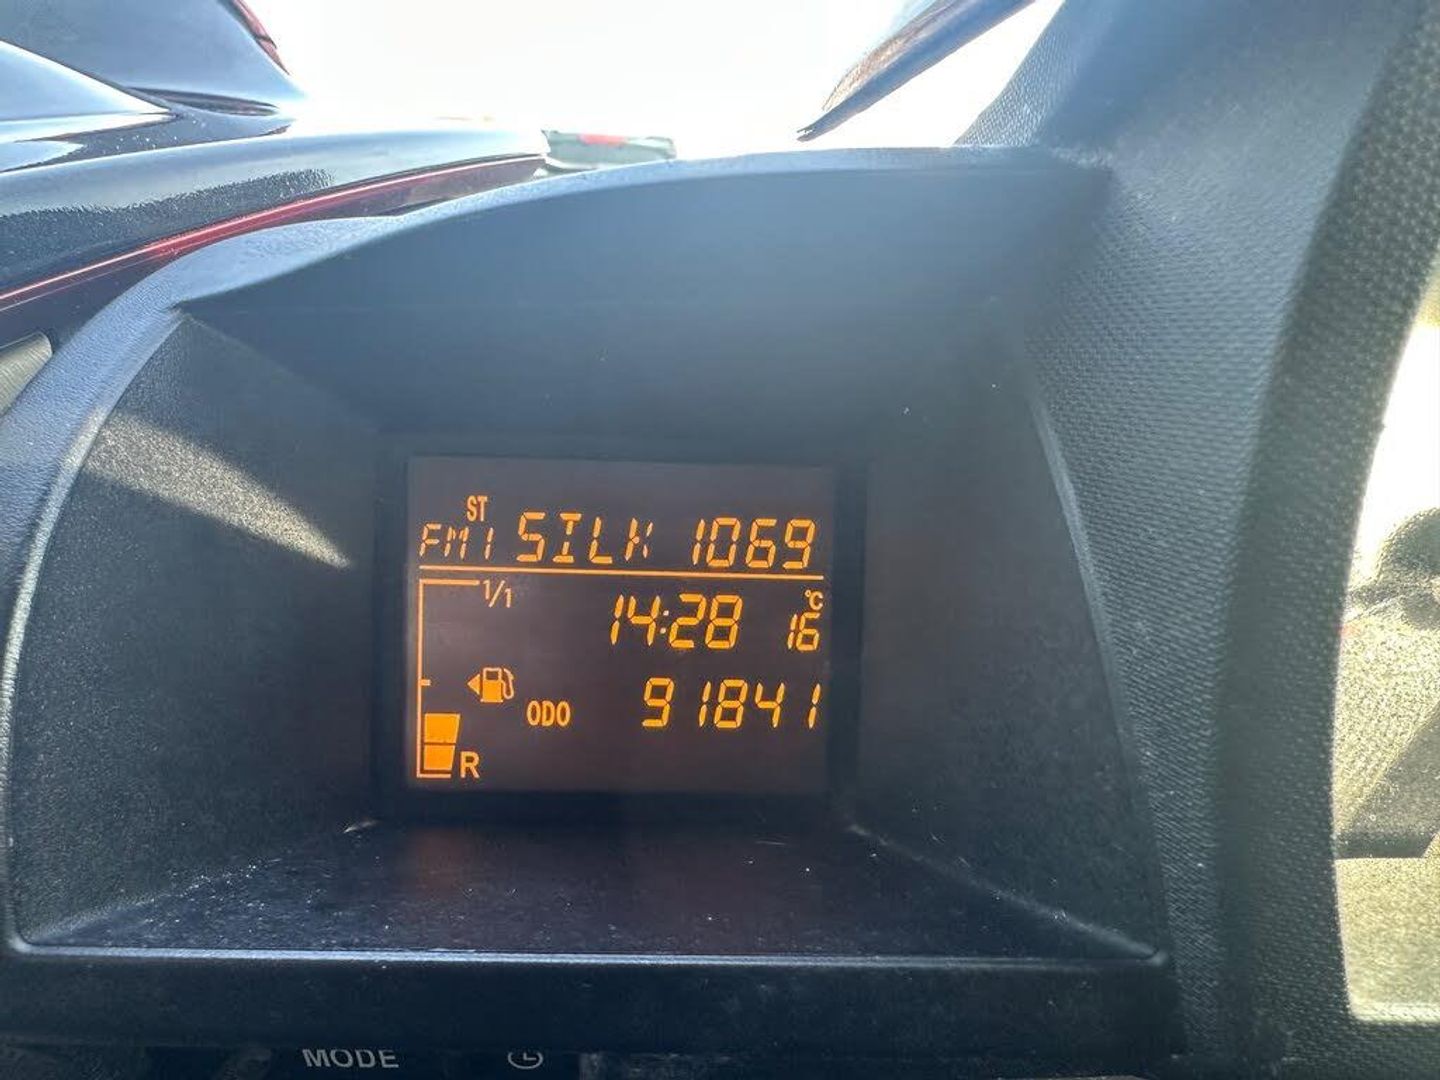 ST
FM1 SILK 1069
1/1
14:28 16 °C
ODO 91841
R
MODE